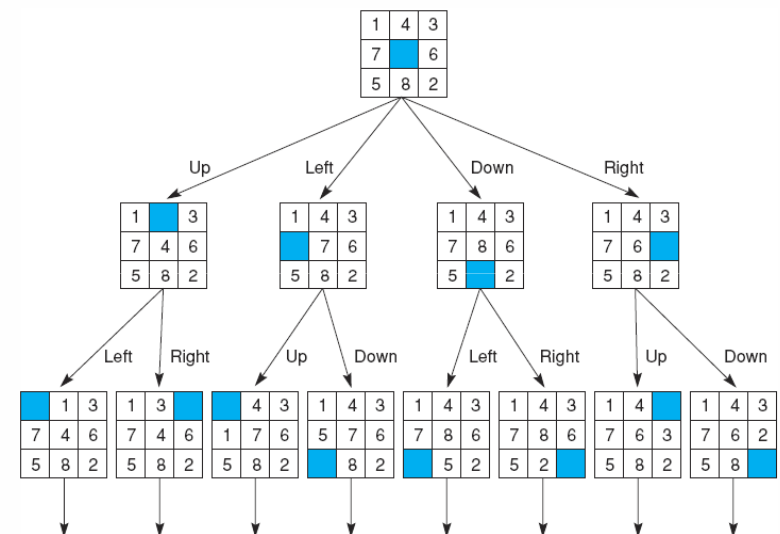 1 4 3
7 6
5 8 2
Up Left Down Right
1 3 1 4 3 1 4 3 1 4 3
7 4 6 7 6 7 8 6 7 6
5 8 2 5 8 2 5 2 5 8 2
Left Right Up Down Left Right Up Down
1 3 1 3 4 3 1 4 3 1 4 3 1 4 3 1 4 1 4 3
7 4 6 7 4 6 1 7 6 5 7 6 7 8 6 7 8 6 7 6 3 7 6 2
5 8 2 5 8 2 5 8 2 8 2 5 2 5 2 5 8 2 5 8